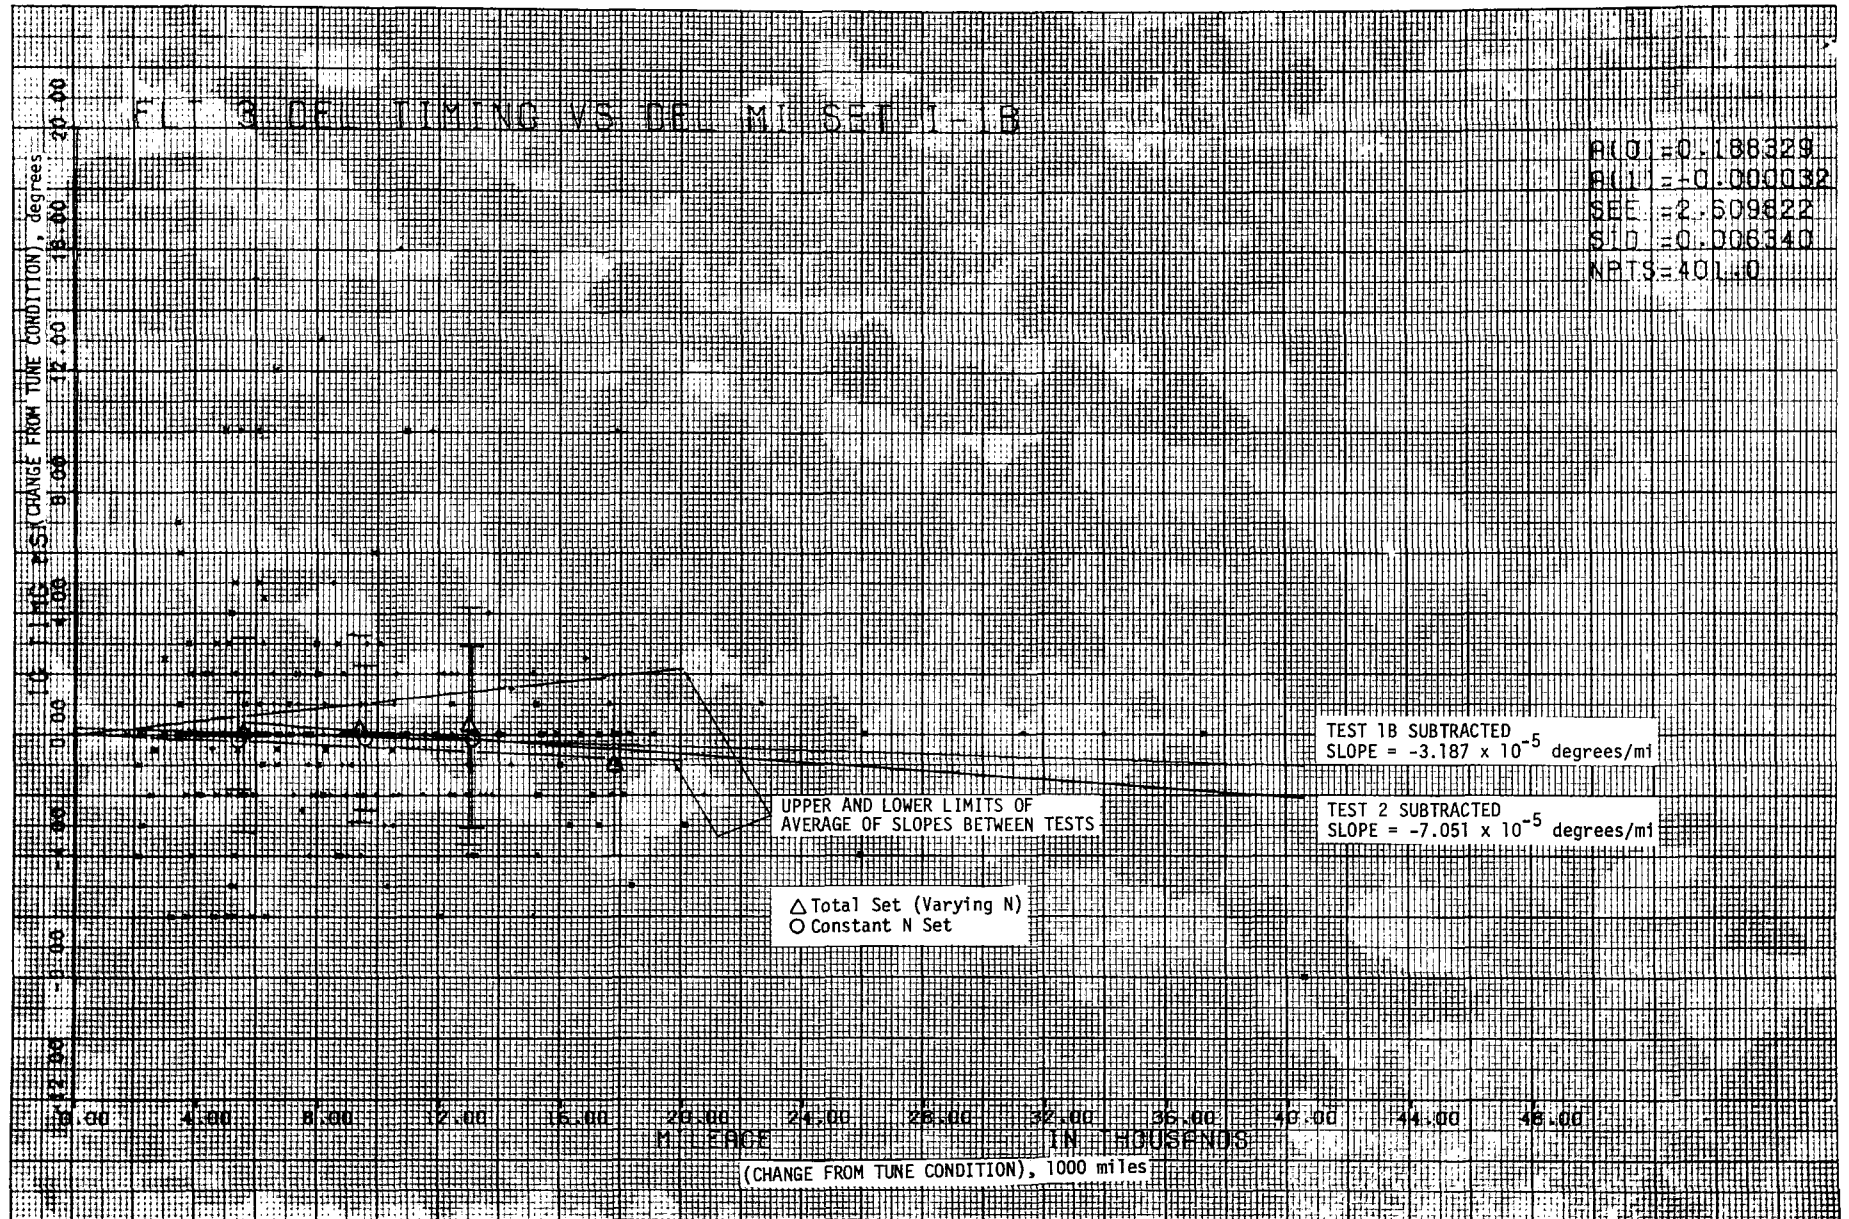 FLT 3 DEL TIMING VS DEL MI SET 1-1B
A(0)=0.188329
A(1)=-0.000032
SEE =2.609822
SID =0.006340
NPTS=401.0
(CHANGE FROM TUNE CONDITION), degrees
20.00
16.00
12.00
8.00
4.00
0.00
-4.00
-8.00
-12.00
TEST 1B SUBTRACTED
SLOPE = -3.187 x 10-5 degrees/mi
UPPER AND LOWER LIMITS OF
AVERAGE OF SLOPES BETWEEN TESTS
TEST 2 SUBTRACTED
SLOPE = -7.051 x 10-5 degrees/mi
△ Total Set (Varying N)
○ Constant N Set
0.00 4.00 8.00 12.00 16.00 20.00 24.00 28.00 32.00 36.00 40.00 44.00 48.00
MILEAGE IN THOUSANDS
(CHANGE FROM TUNE CONDITION), 1000 miles